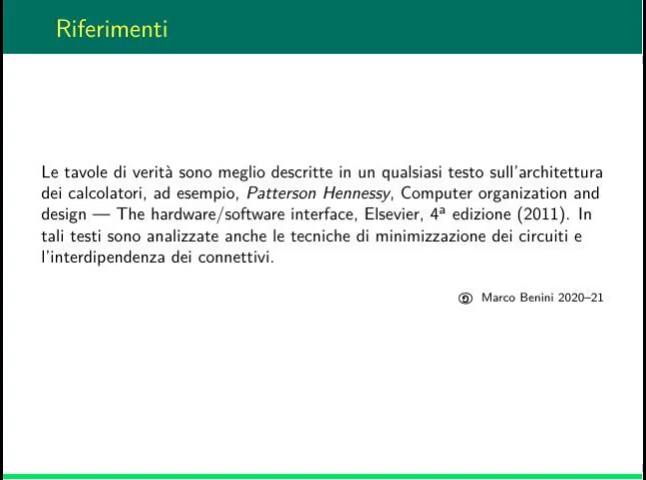 Riferimenti
Le tavole di verità sono meglio descritte in un qualsiasi testo sull'architettura
dei calcolatori, ad esempio, Patterson Hennessy, Computer organization and
design — The hardware/software interface, Elsevier, 4ª edizione (2011). In
tali testi sono analizzate anche le tecniche di minimizzazione dei circuiti e
l'interdipendenza dei connettivi.
Marco Benini 2020–21